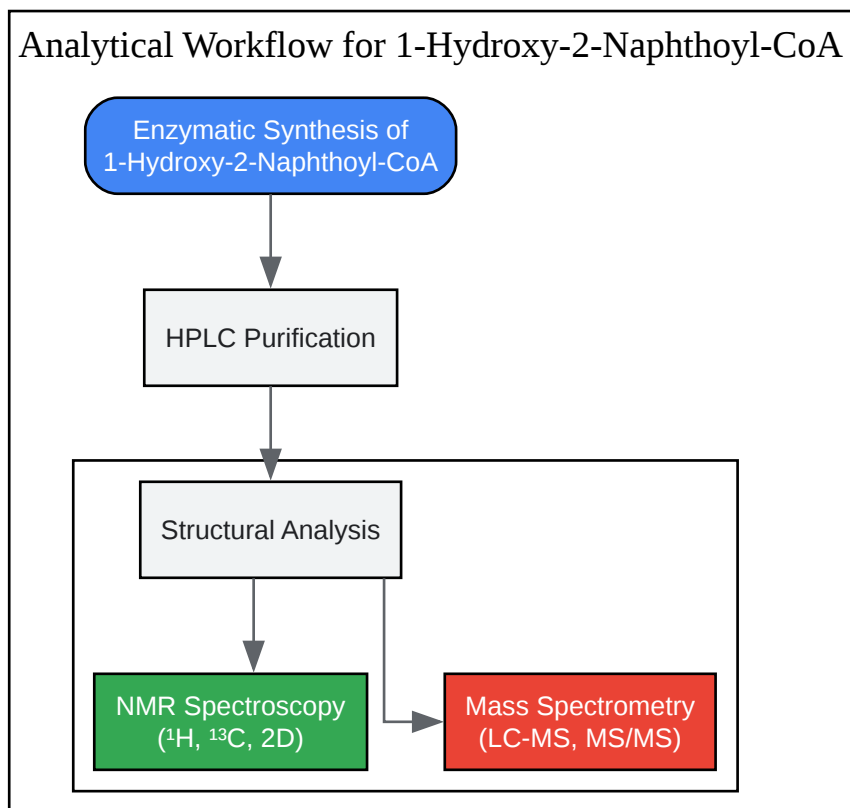 Analytical Workflow for 1-Hydroxy-2-Naphthoyl-CoA
Enzymatic Synthesis of
1-Hydroxy-2-Naphthoyl-CoA
HPLC Purification
Structural Analysis
NMR Spectroscopy
(¹H, ¹³C, 2D)
Mass Spectrometry
(LC-MS, MS/MS)